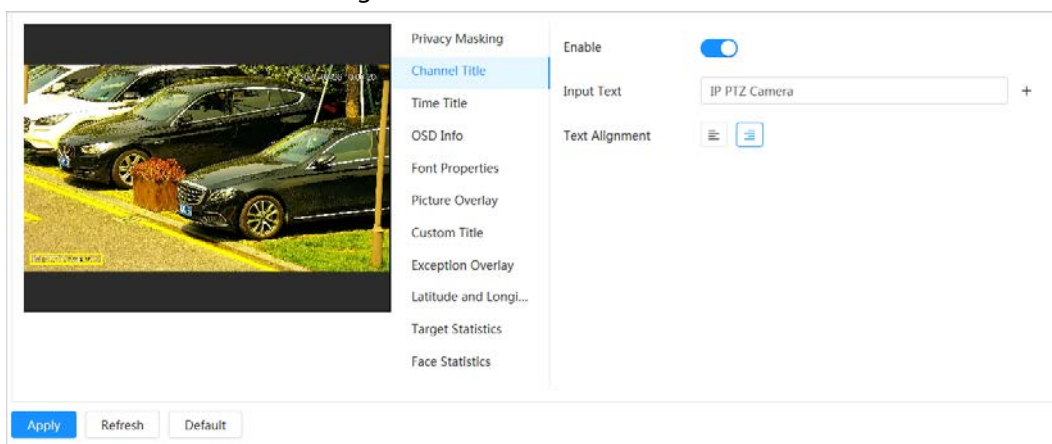 Privacy Masking
Channel Title
Time Title
OSD Info
Font Properties
Picture Overlay
Custom Title
Exception Overlay
Latitude and Longi...
Target Statistics
Face Statistics
Enable
Input Text IP PTZ Camera +
Text Alignment
Apply Refresh Default